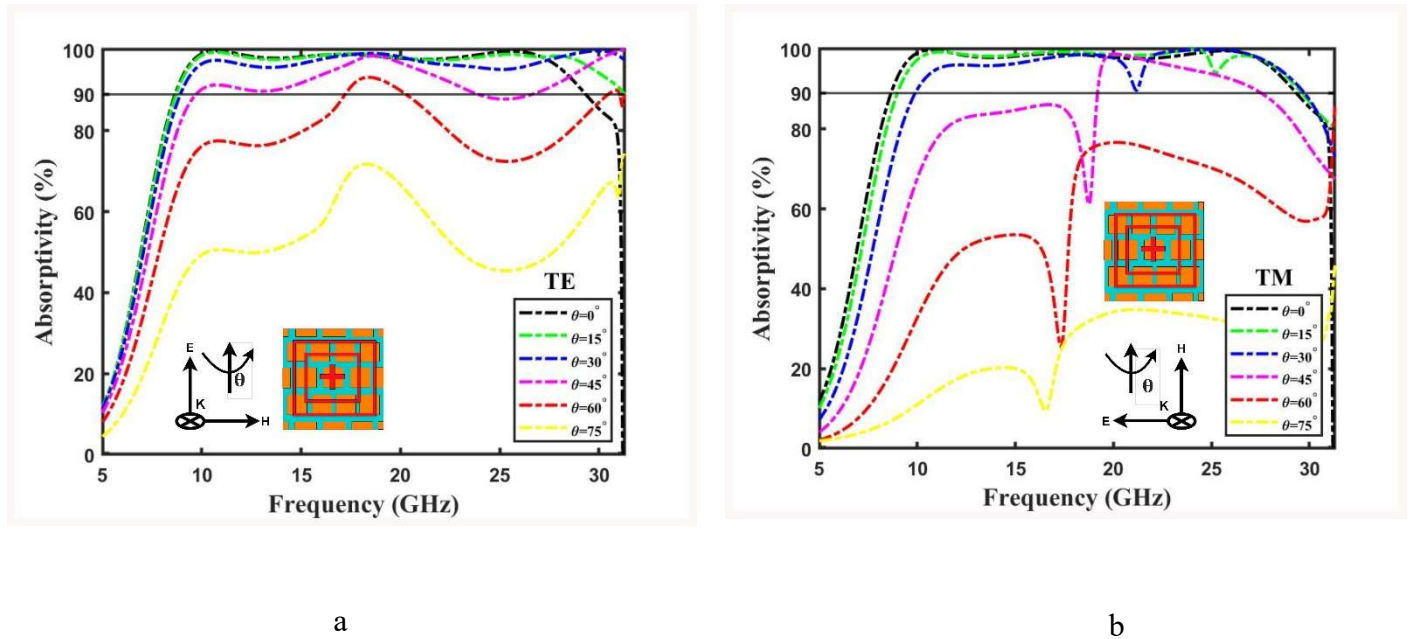 100
90
80
60
40
20
0
Absorptivity (%)
5
10
15
20
25
30
Frequency (GHz)
E
θ
K
H
TE
θ=0°
θ=15°
θ=30°
θ=45°
θ=60°
θ=75°
a
100
90
80
60
40
20
0
Absorptivity (%)
5
10
15
20
25
30
Frequency (GHz)
H
θ
K
E
TM
θ=0°
θ=15°
θ=30°
θ=45°
θ=60°
θ=75°
b